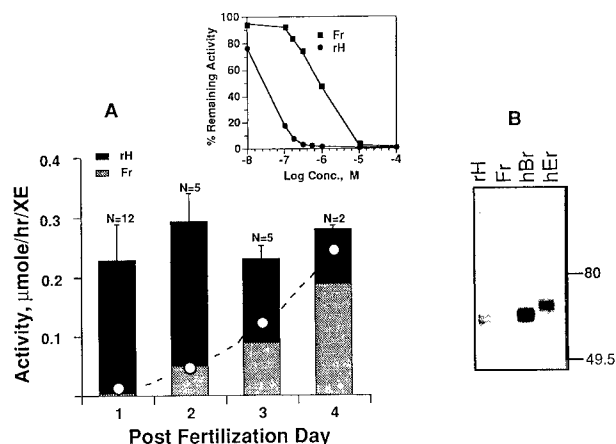 100
80
60
40
20
0
% Remaining Activity
Fr
rH
-8 -7 -6 -5 -4
Log Conc., M
A
rH
Fr
0.4
0.3
0.2
0.1
Activity, µmole/hr/XE
N=12
N=5
N=5
N=2
1 2 3 4
Post Fertilization Day
B
rH
Fr
hBr
hEr
80
49.5